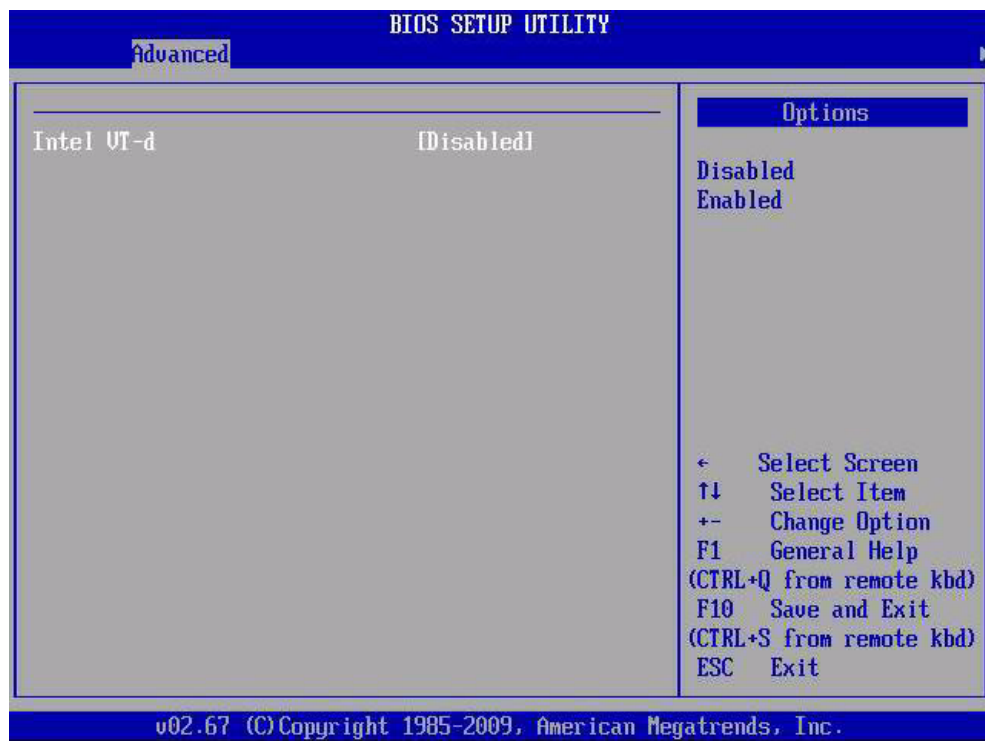 BIOS SETUP UTILITY
Advanced
Intel VT-d [Disabled]
Options
Disabled
Enabled
← Select Screen
↑↓ Select Item
+- Change Option
F1 General Help
(CTRL+Q from remote kbd)
F10 Save and Exit
(CTRL+S from remote kbd)
ESC Exit
v02.67 (C)Copyright 1985-2009, American Megatrends, Inc.